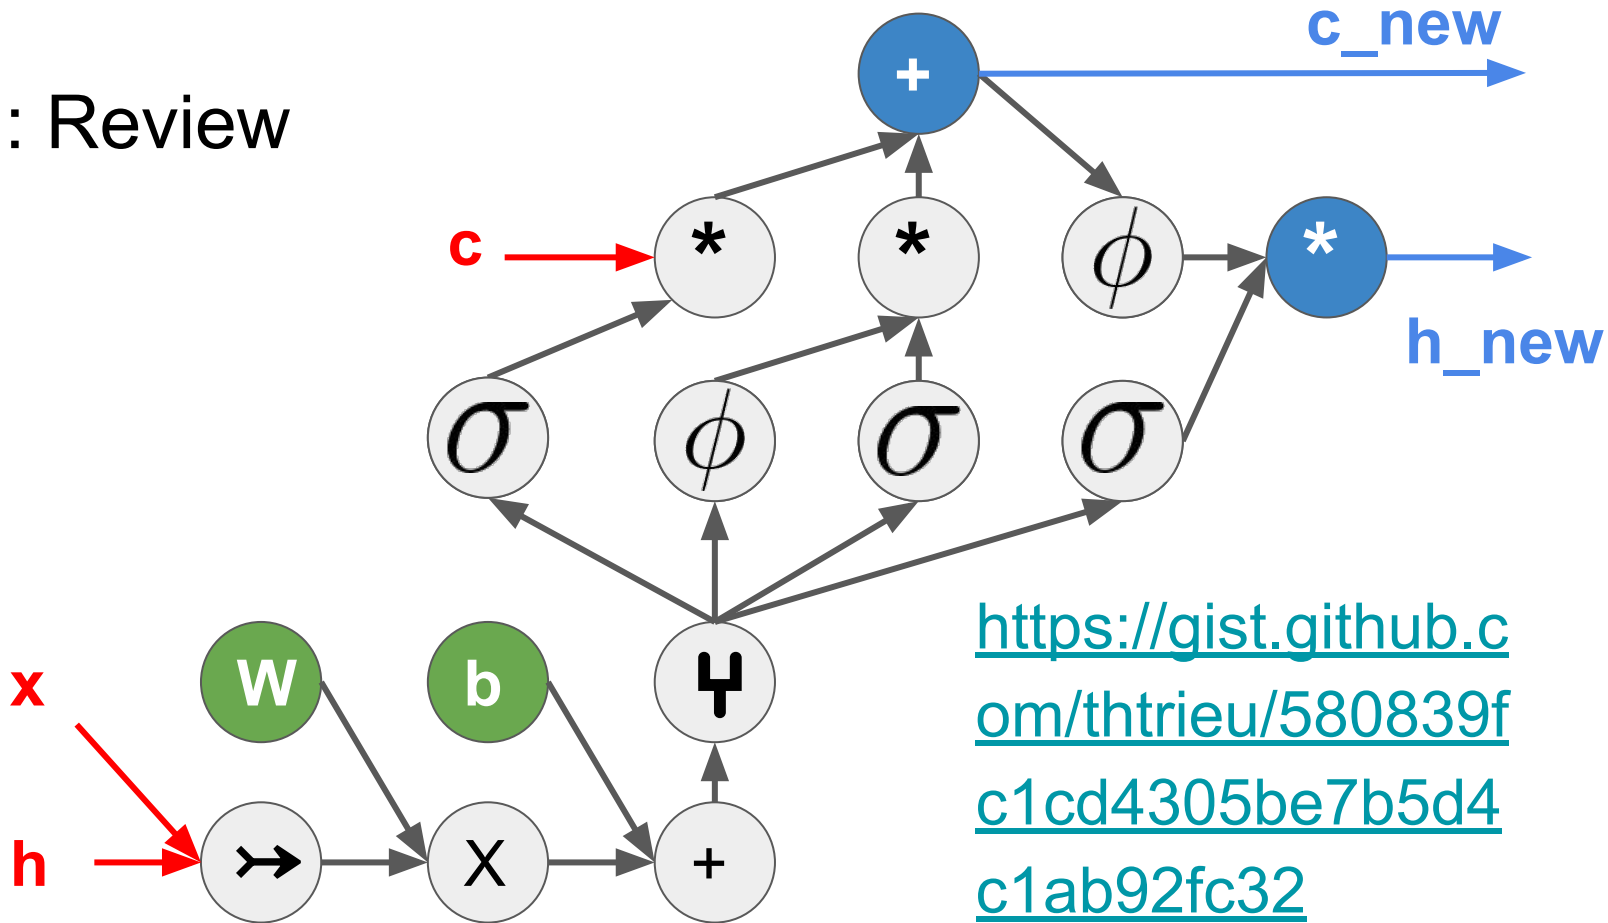 c_new
+
: Review
c
*
*
ϕ
*
h_new
σ
ϕ
σ
σ
https://gist.github.c
om/thtrieu/580839f
c1cd4305be7b5d4
c1ab92fc32
x
W
b
h
X
+